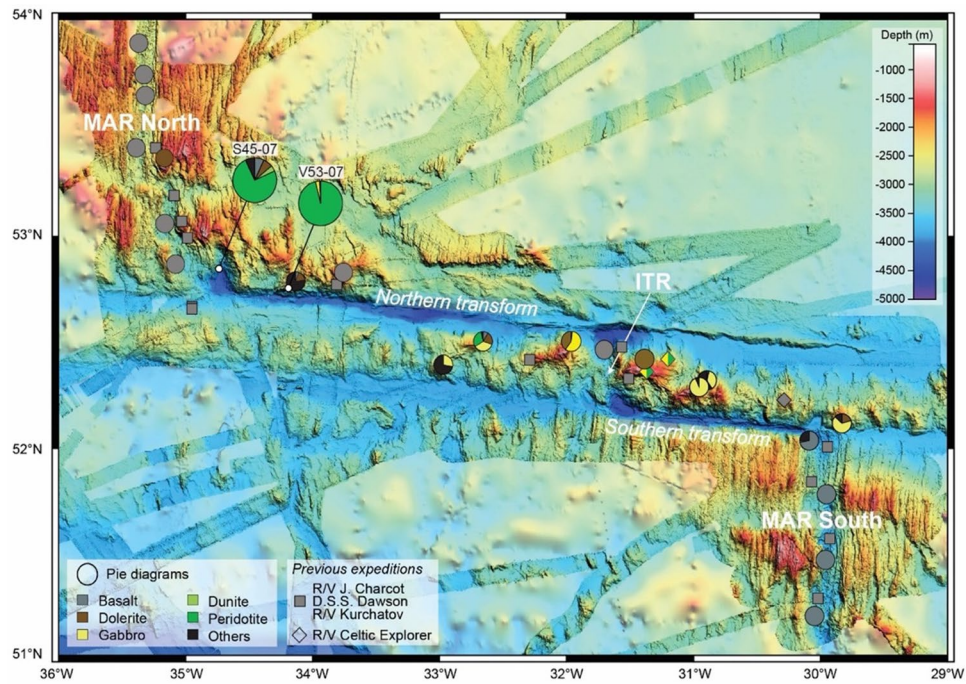 54°N
53°N
52°N
51°N
36°W
35°W
34°W
33°W
32°W
31°W
30°W
29°W
Depth (m)
-1000
-1500
-2000
-2500
-3000
-3500
-4000
-4500
-5000
MAR North
S45-07
V53-07
Northern transform
ITR
Southern transform
MAR South
Pie diagrams
Basalt
Dolerite
Gabbro
Dunite
Peridotite
Others
Previous expeditions
R/V J. Charcot
D.S.S. Dawson
R/V Kurchatov
R/V Celtic Explorer